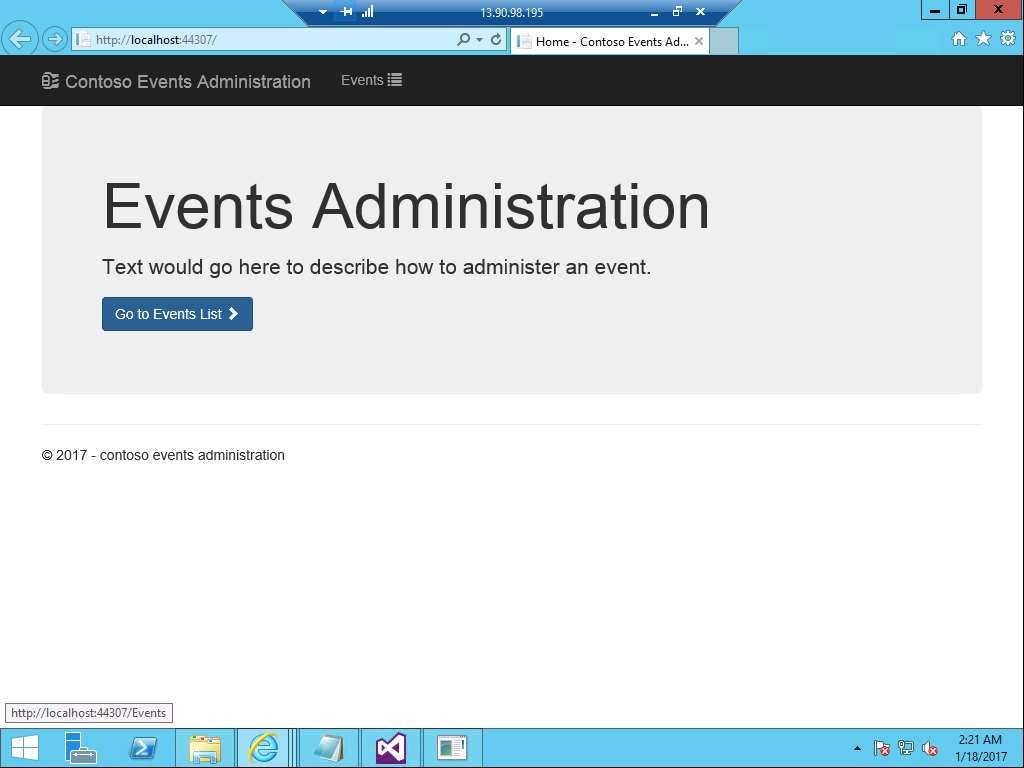 13.90.98.195
http://localhost:44307/
Home - Contoso Events Ad...
Contoso Events Administration
Events
Events Administration
Text would go here to describe how to administer an event.
Go to Events List
© 2017 - contoso events administration
http://localhost:44307/Events
2:21 AM
1/18/2017